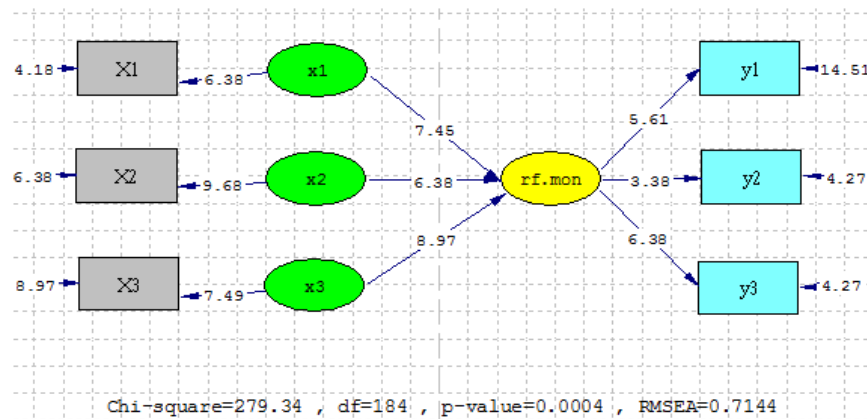 4.18 X1 6.38 x1 7.45 5.61 y1 14.51
6.38 X2 9.68 x2 6.38 rf.mon 3.38 y2 4.27
8.97 X3 7.49 x3 8.97 6.38 y3 4.27
Chi-square=279.34 , df=184 , p-value=0.0004 , RMSEA=0.7144